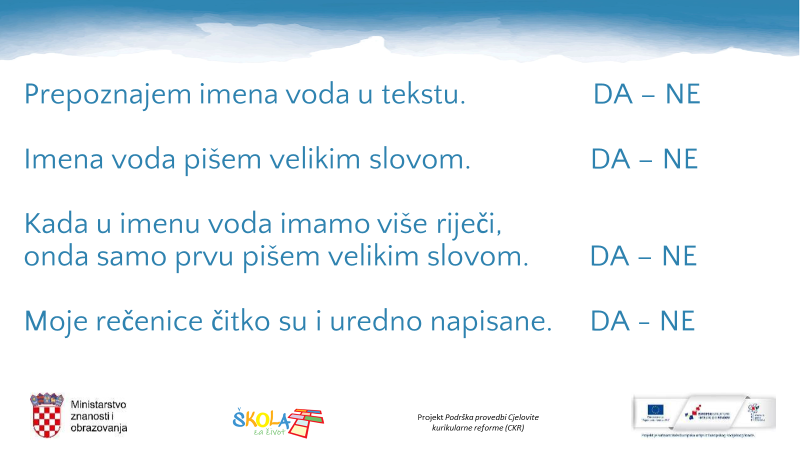 Prepoznajem imena voda u tekstu. DA – NE
Imena voda pišem velikim slovom. DA – NE
Kada u imenu voda imamo više riječi,
onda samo prvu pišem velikim slovom. DA – NE
Moje rečenice čitko su i uredno napisane. DA – NE
Ministarstvo
znanosti i
obrazovanja
ŠKOLA
za život
Projekt Podrška provedbi Cjelovite
kurikularne reforme (CKR)